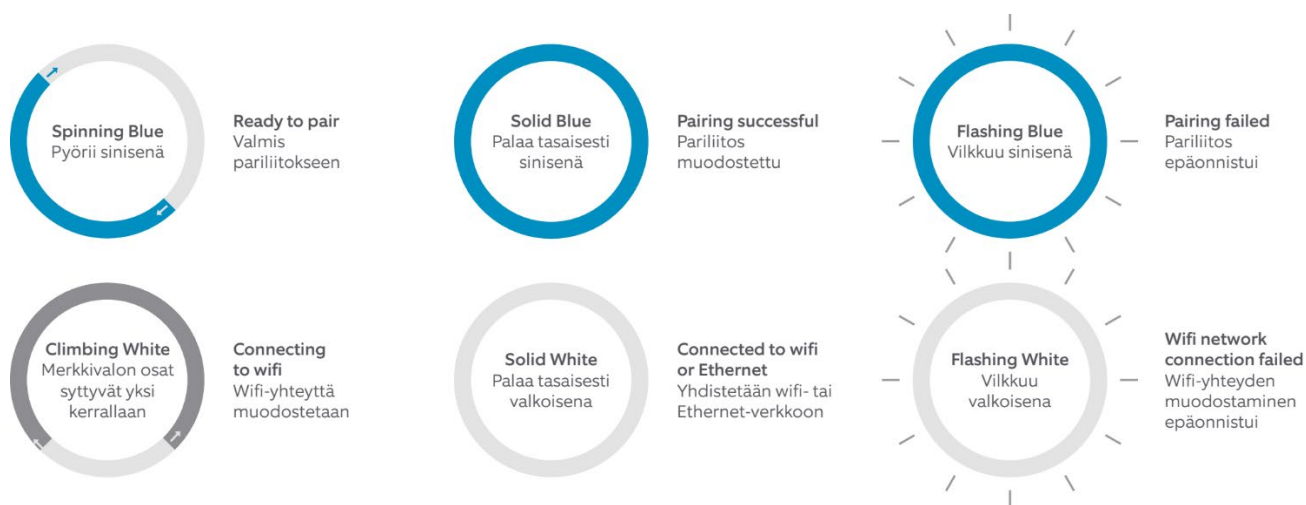 Spinning Blue
Pyörii sinisenä
Ready to pair
Valmis
pariliitokseen
Solid Blue
Palaa tasaisesti
sinisenä
Pairing successful
Pariliitos
muodostettu
Flashing Blue
Vilkkuu sinisenä
Pairing failed
Pariliitos
epäonnistui
Climbing White
Merkkivalon osat
syttyvät yksi
kerrallaan
Connecting
to wifi
Wifi-yhteyttä
muodostetaan
Solid White
Palaa tasaisesti
valkoisena
Connected to wifi
or Ethernet
Yhdistetään wifi- tai
Ethernet-verkkoon
Flashing White
Vilkkuu
valkoisena
Wifi network
connection failed
Wifi-yhteyden
muodostaminen
epäonnistui